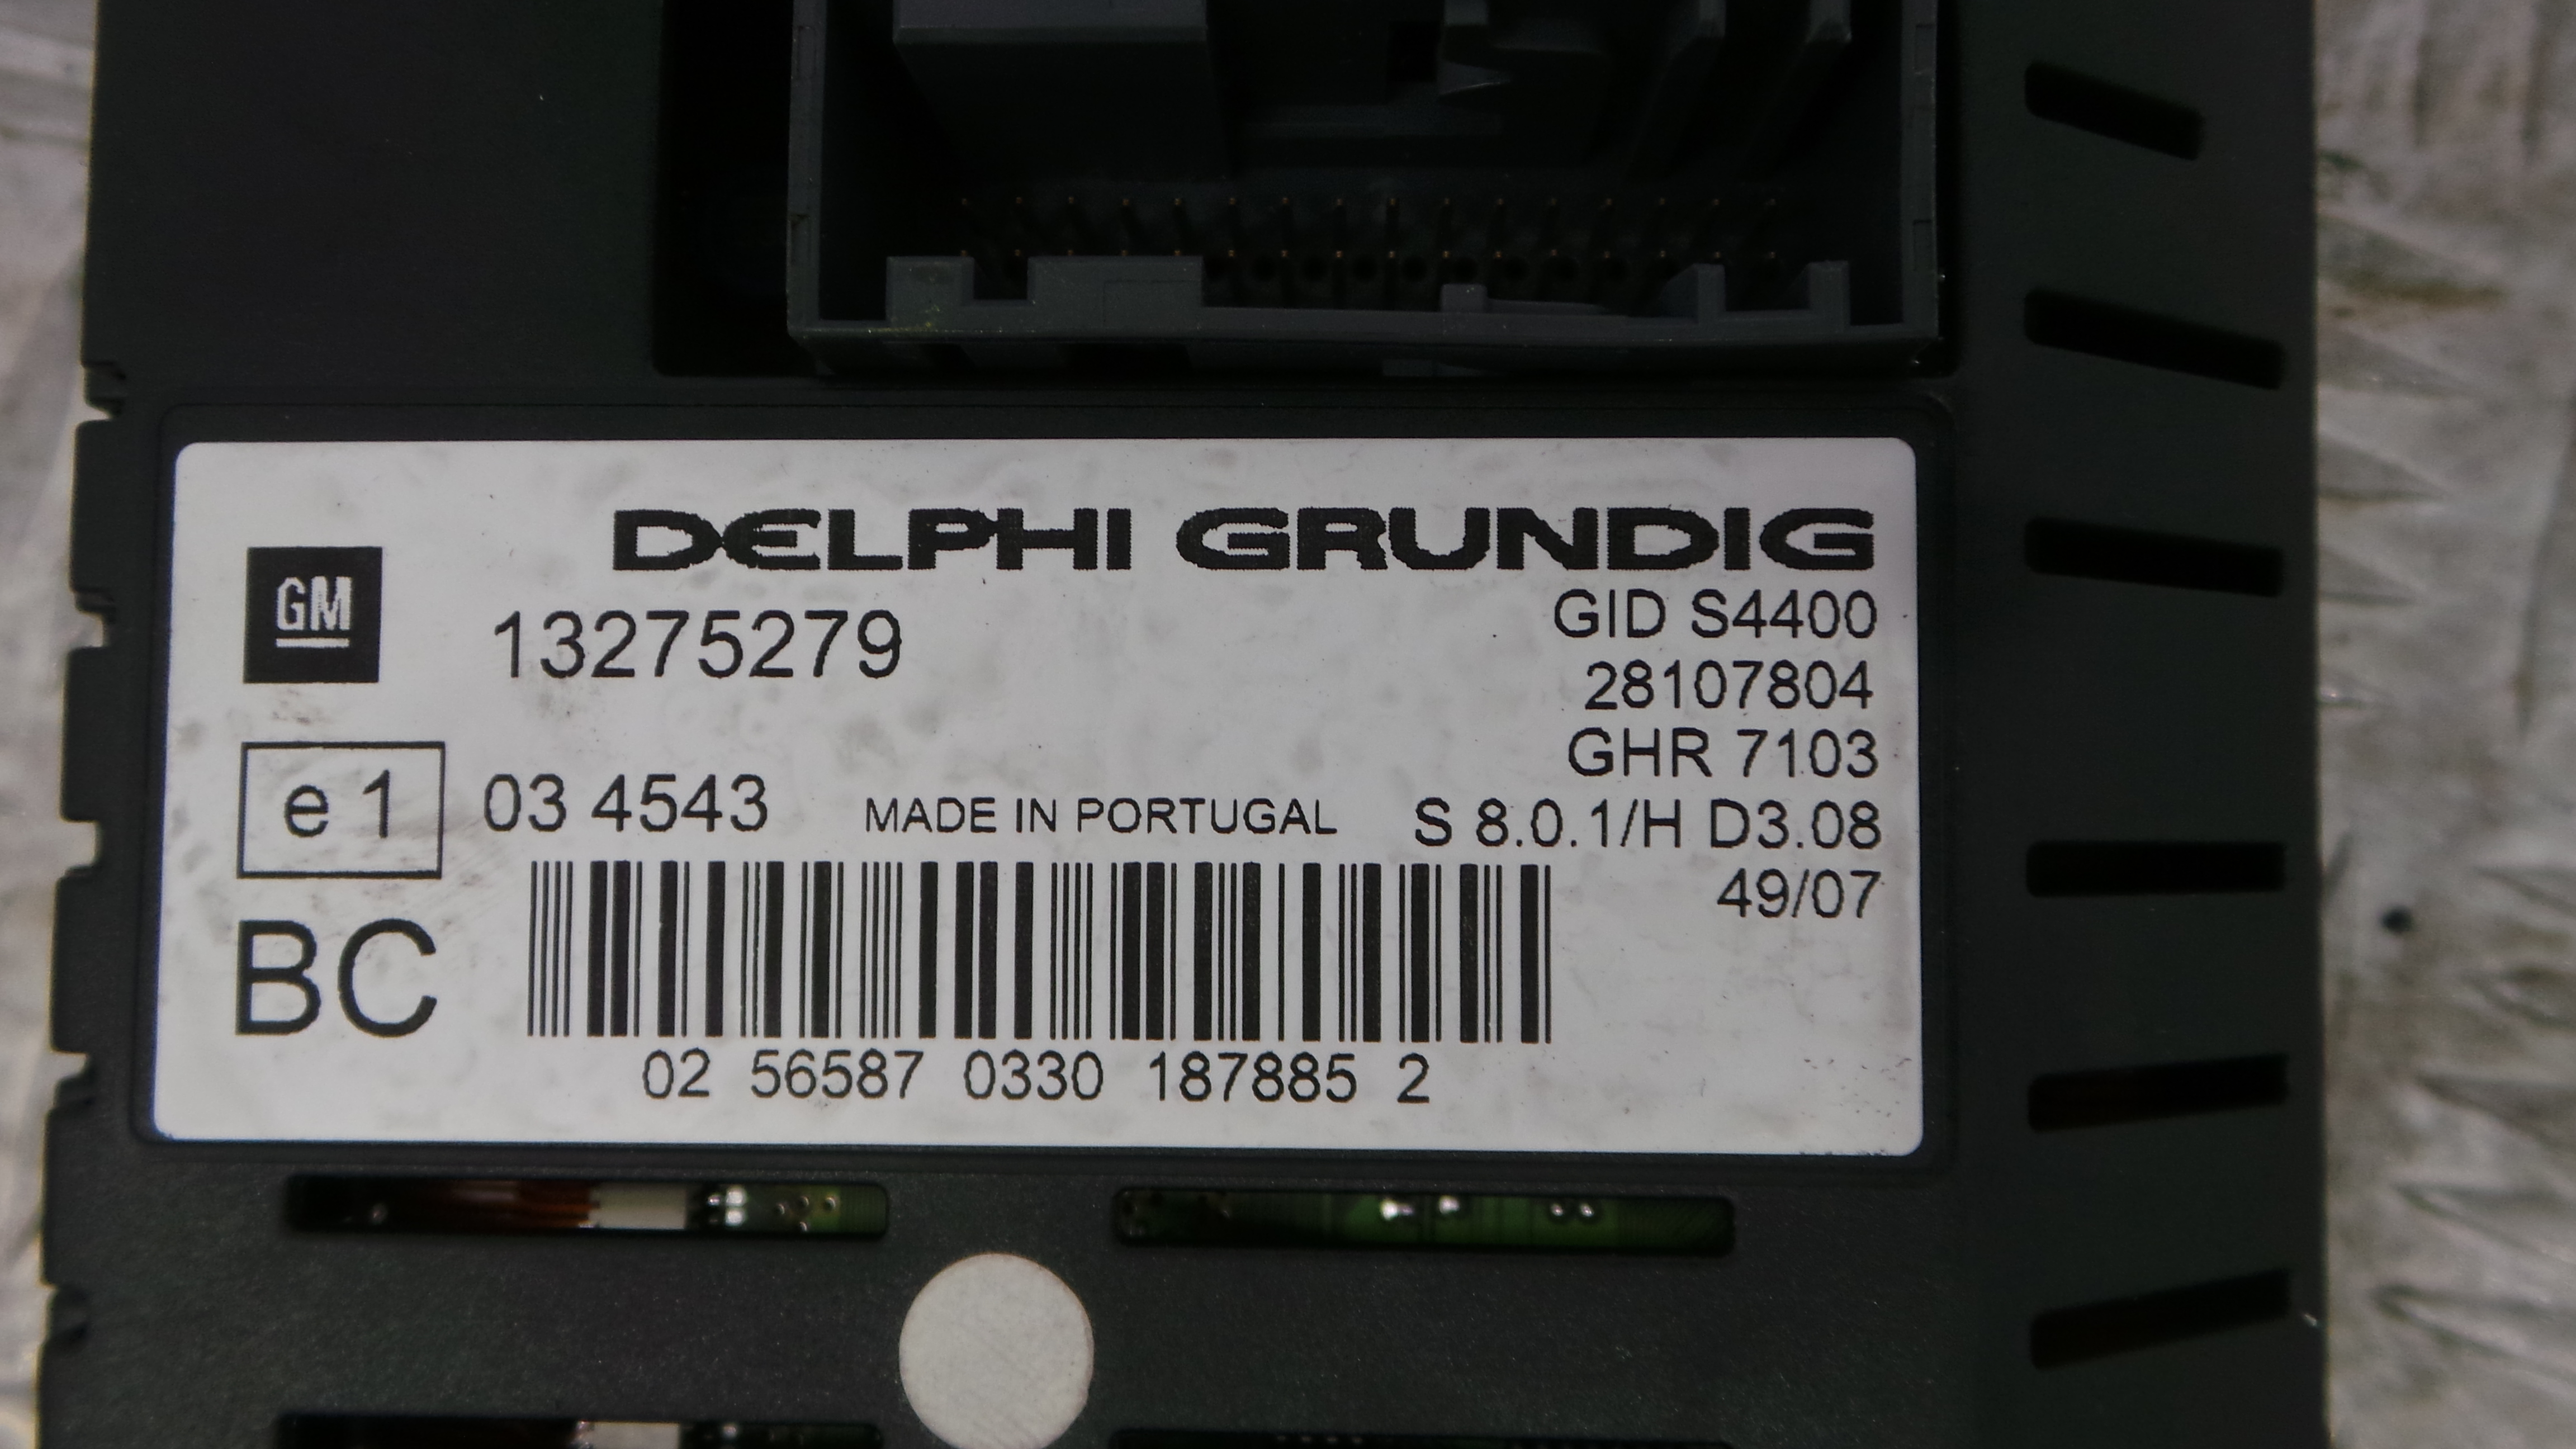 DELPHI GRUNDIG
GM
13275279
GID S4400
28107804
GHR 7103
e1
03 4543
MADE IN PORTUGAL
S 8.0.1/H D3.08
49/07
BC
02 56587 0330 187885 2